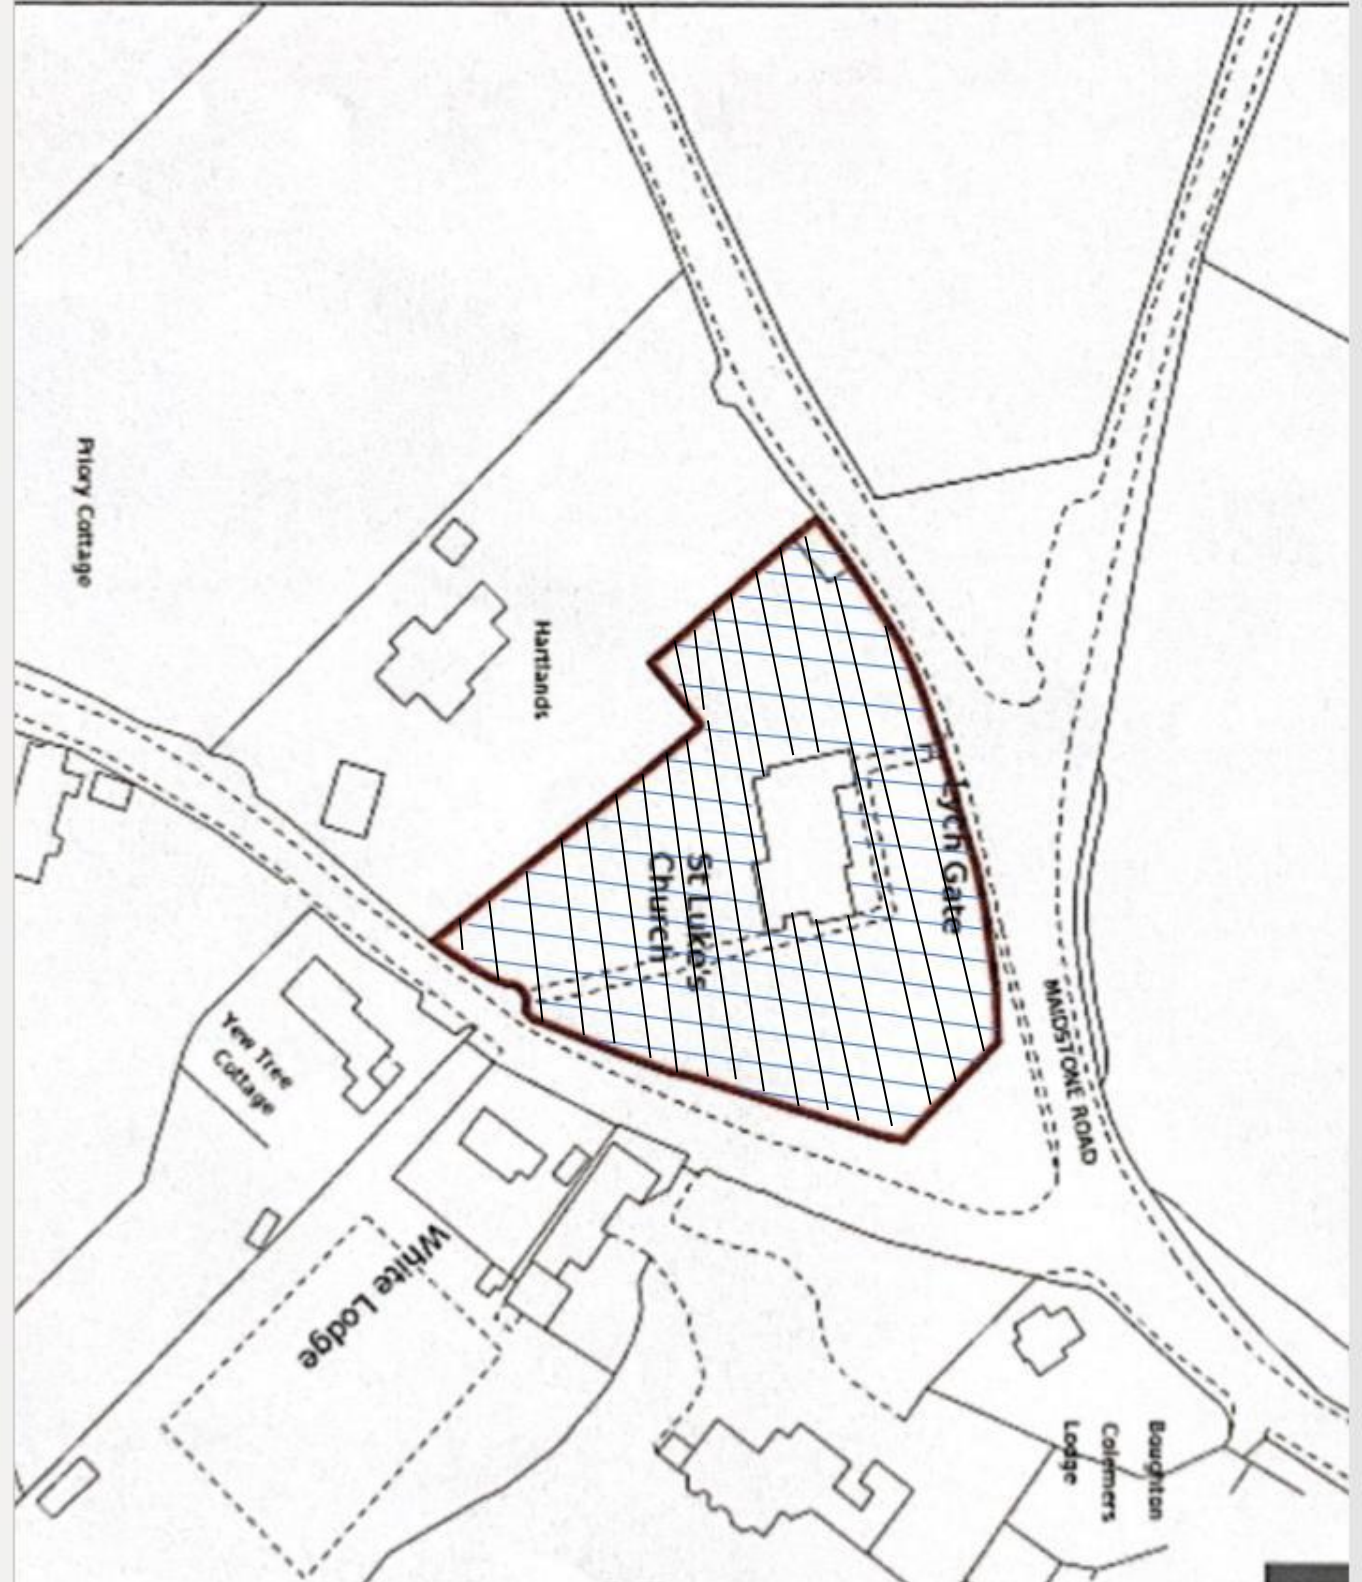 Priory Cottage
Hartlands
Lych Gate
St Luke's
Church
MAIDSTONE ROAD
Yew Tree
Cottage
White Lodge
Boughton
Colemers
Lodge